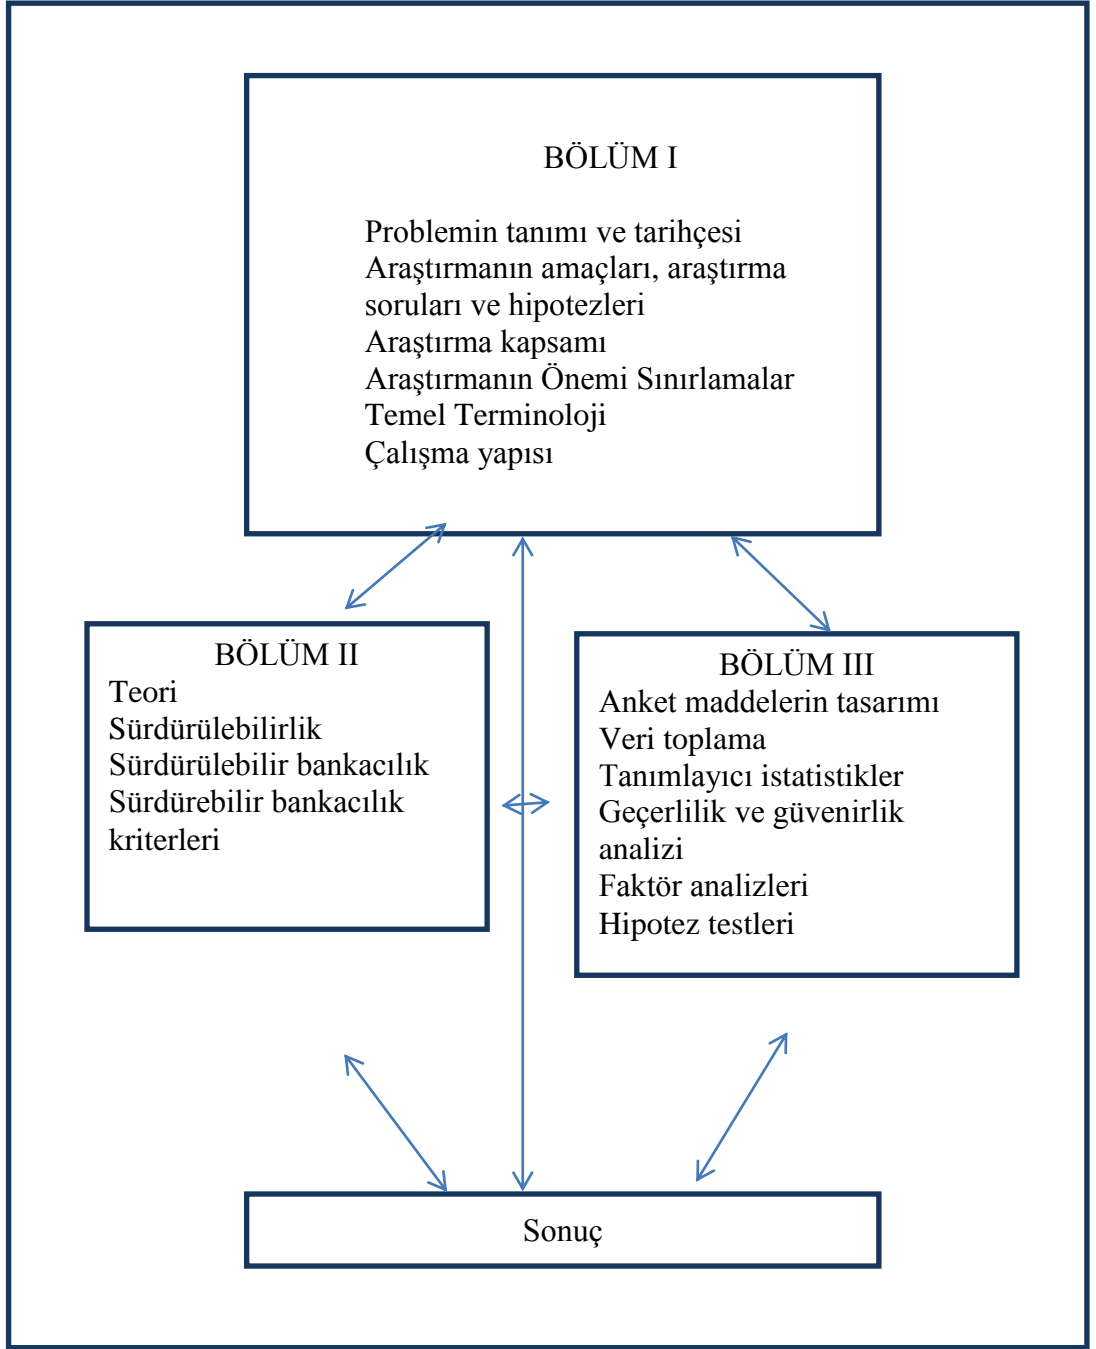 BÖLÜM I
Problemin tanımı ve tarihçesi
Araştırmanın amaçları, araştırma
soruları ve hipotezleri
Araştırma kapsamı
Araştırmanın Önemi Sınırlamalar
Temel Terminoloji
Çalışma yapısı
BÖLÜM II
Teori
Sürdürülebilirlik
Sürdürülebilir bankacılık
Sürdürebilir bankacılık
kriterleri
BÖLÜM III
Anket maddelerin tasarımı
Veri toplama
Tanımlayıcı istatistikler
Geçerlilik ve güvenirlik
analizi
Faktör analizleri
Hipotez testleri
Sonuç